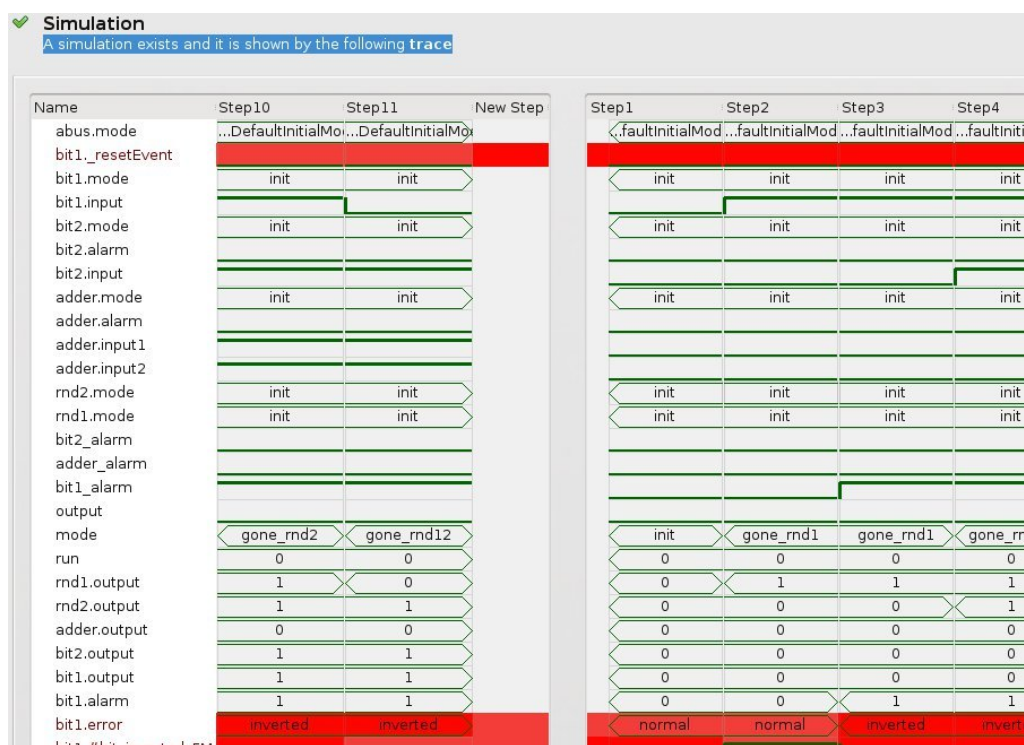 Simulation
A simulation exists and it is shown by the following trace
Name Step10 Step11 New Step Step1 Step2 Step3 Step4
abus.mode ...DefaultInitialMo ...DefaultInitialMo ...faultInitialMod ...faultInitialMod ...faultInitialMod ...faultIniti
bit1._resetEvent
bit1.mode init init init init init init
bit1.input
bit2.mode init init init init init init
bit2.alarm
bit2.input
adder.mode init init init init init init
adder.alarm
adder.input1
adder.input2
rnd2.mode init init init init init init
rnd1.mode init init init init init init
bit2_alarm
adder_alarm
bit1_alarm
output
mode gone_rnd2 gone_rnd12 init gone_rnd1 gone_rnd1 gone_rn
run 0 0 0 0 0 0
rnd1.output 1 0 0 1 1 1
rnd2.output 1 1 0 0 0 1
adder.output 0 0 0 0 0 0
bit2.output 1 1 0 0 0 0
bit1.output 1 1 0 0 0 0
bit1.alarm 1 1 0 0 1 1
bit1.error inverted inverted normal normal inverted invert